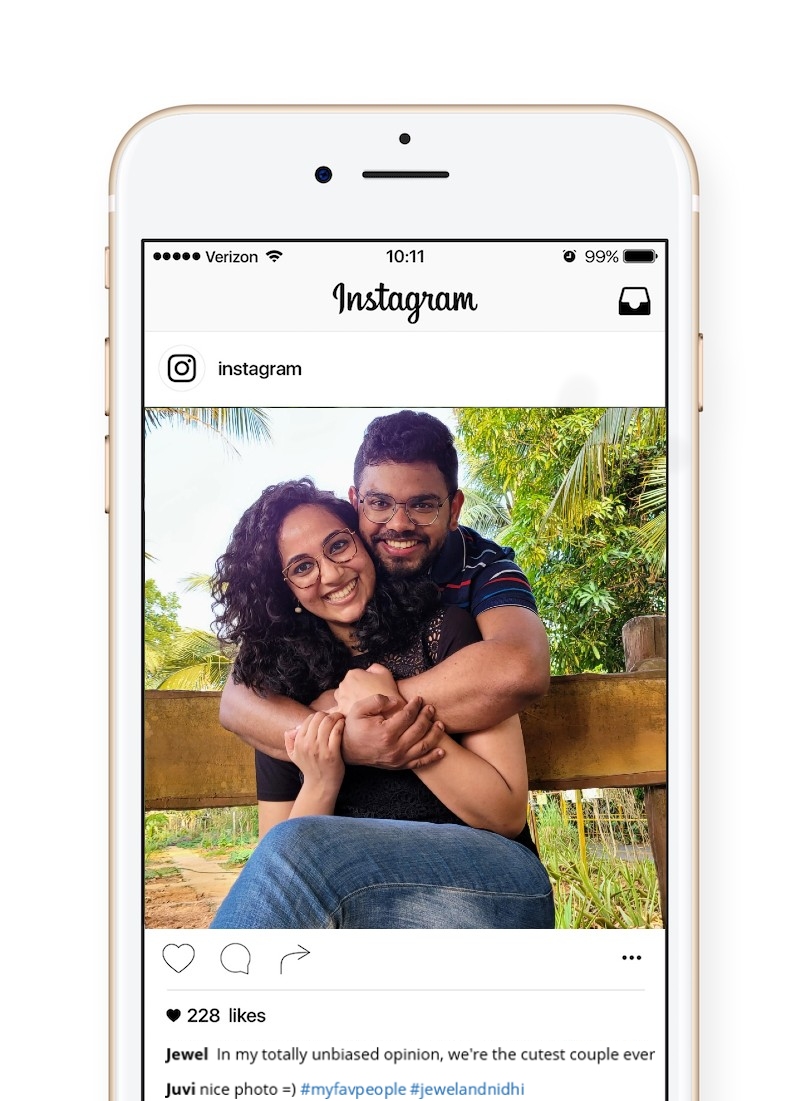 Verizon 10:11 99%
Instagram
instagram
228 likes
Jewel In my totally unbiased opinion, we're the cutest couple ever
Juvi nice photo =) #myfavpeople #jewelandnidhi